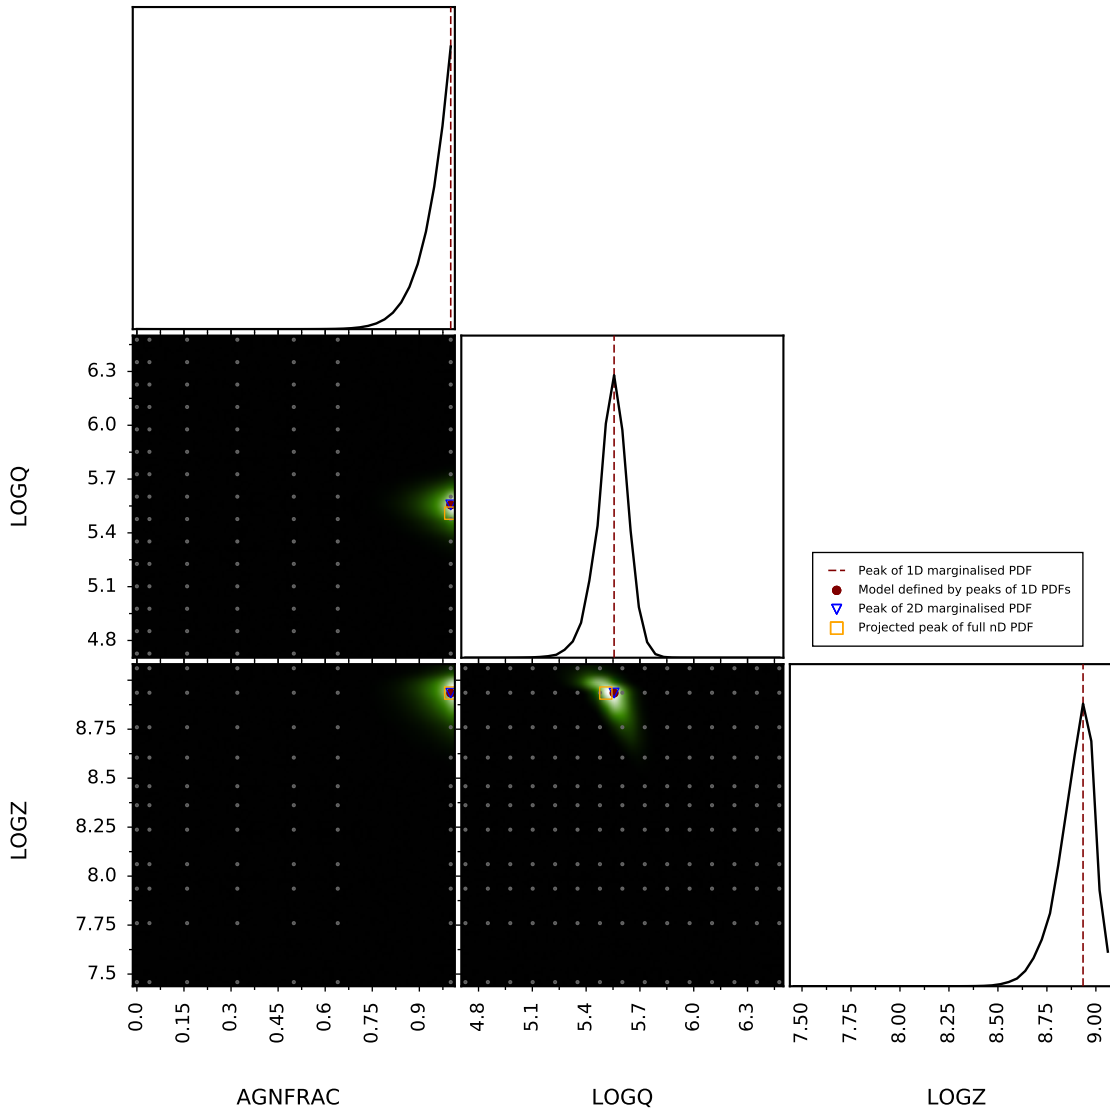 6.3
6.0
5.7
5.4
5.1
4.8
LOGQ
Peak of 1D marginalised PDF
Model defined by peaks of 1D PDFs
Peak of 2D marginalised PDF
Projected peak of full nD PDF
8.75
8.5
8.25
8.0
7.75
7.5
LOGZ
0.0 0.15 0.3 0.45 0.6 0.75 0.9
4.8 5.1 5.4 5.7 6.0 6.3
7.50 7.75 8.00 8.25 8.50 8.75 9.00
AGNFRAC
LOGQ
LOGZ